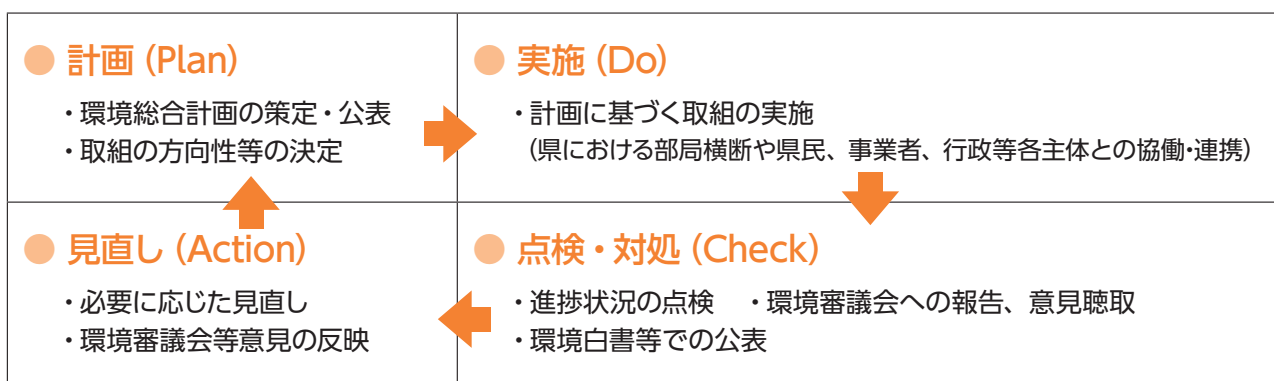 ● 計画 (Plan)
・環境総合計画の策定・公表
・取組の方向性等の決定
● 実施 (Do)
・計画に基づく取組の実施
(県における部局横断や県民、事業者、行政等各主体との協働・連携)
● 見直し (Action)
・必要に応じた見直し
・環境審議会等意見の反映
● 点検・対処 (Check)
・進捗状況の点検 ・環境審議会への報告、意見聴取
・環境白書等での公表